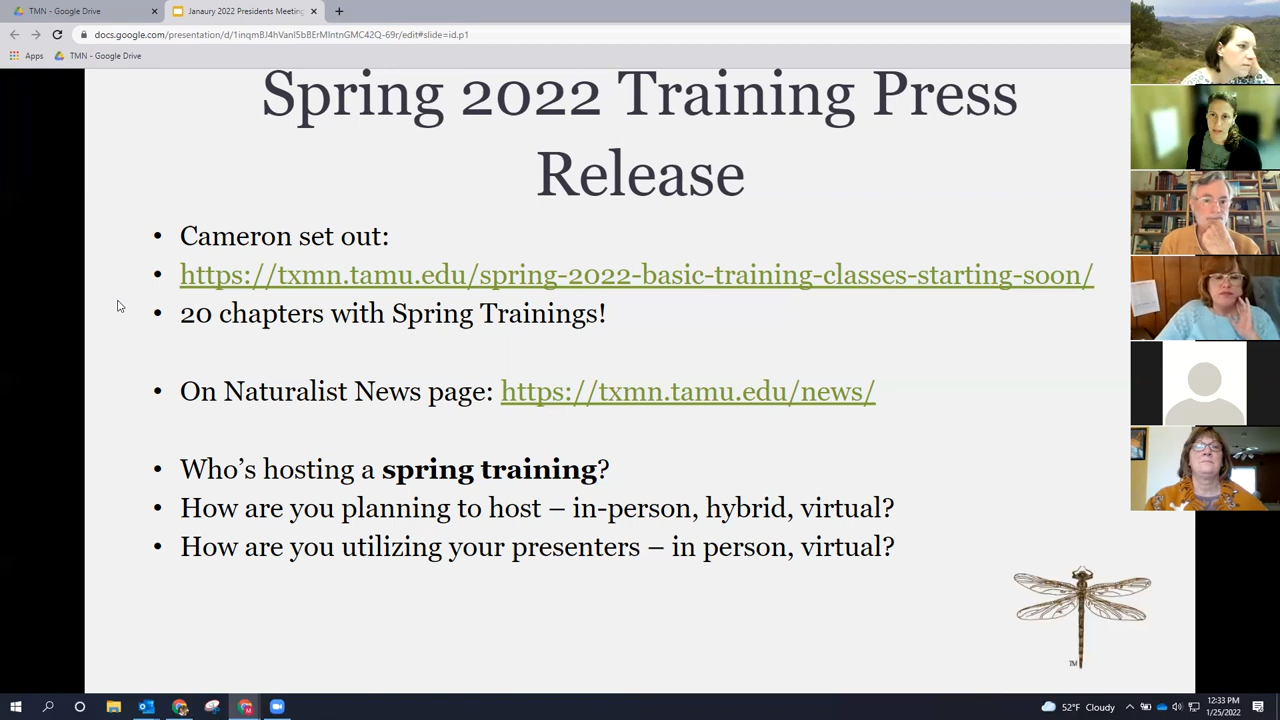 TMN - Google Drive
Janaury 2022 Presidents Meeting
docs.google.com/presentation/d/1inqmBJ4hVanI5bBErMlntnGMC42Q-69r/edit#slide=id.p1
Apps
TMN - Google Drive
Spring 2022 Training Press
Release
• Cameron set out:
• https://txmn.tamu.edu/spring-2022-basic-training-classes-starting-soon/
• 20 chapters with Spring Trainings!
• On Naturalist News page: https://txmn.tamu.edu/news/
• Who's hosting a spring training?
• How are you planning to host – in-person, hybrid, virtual?
• How are you utilizing your presenters – in person, virtual?
TM
52°F Cloudy
12:33 PM
1/25/2022